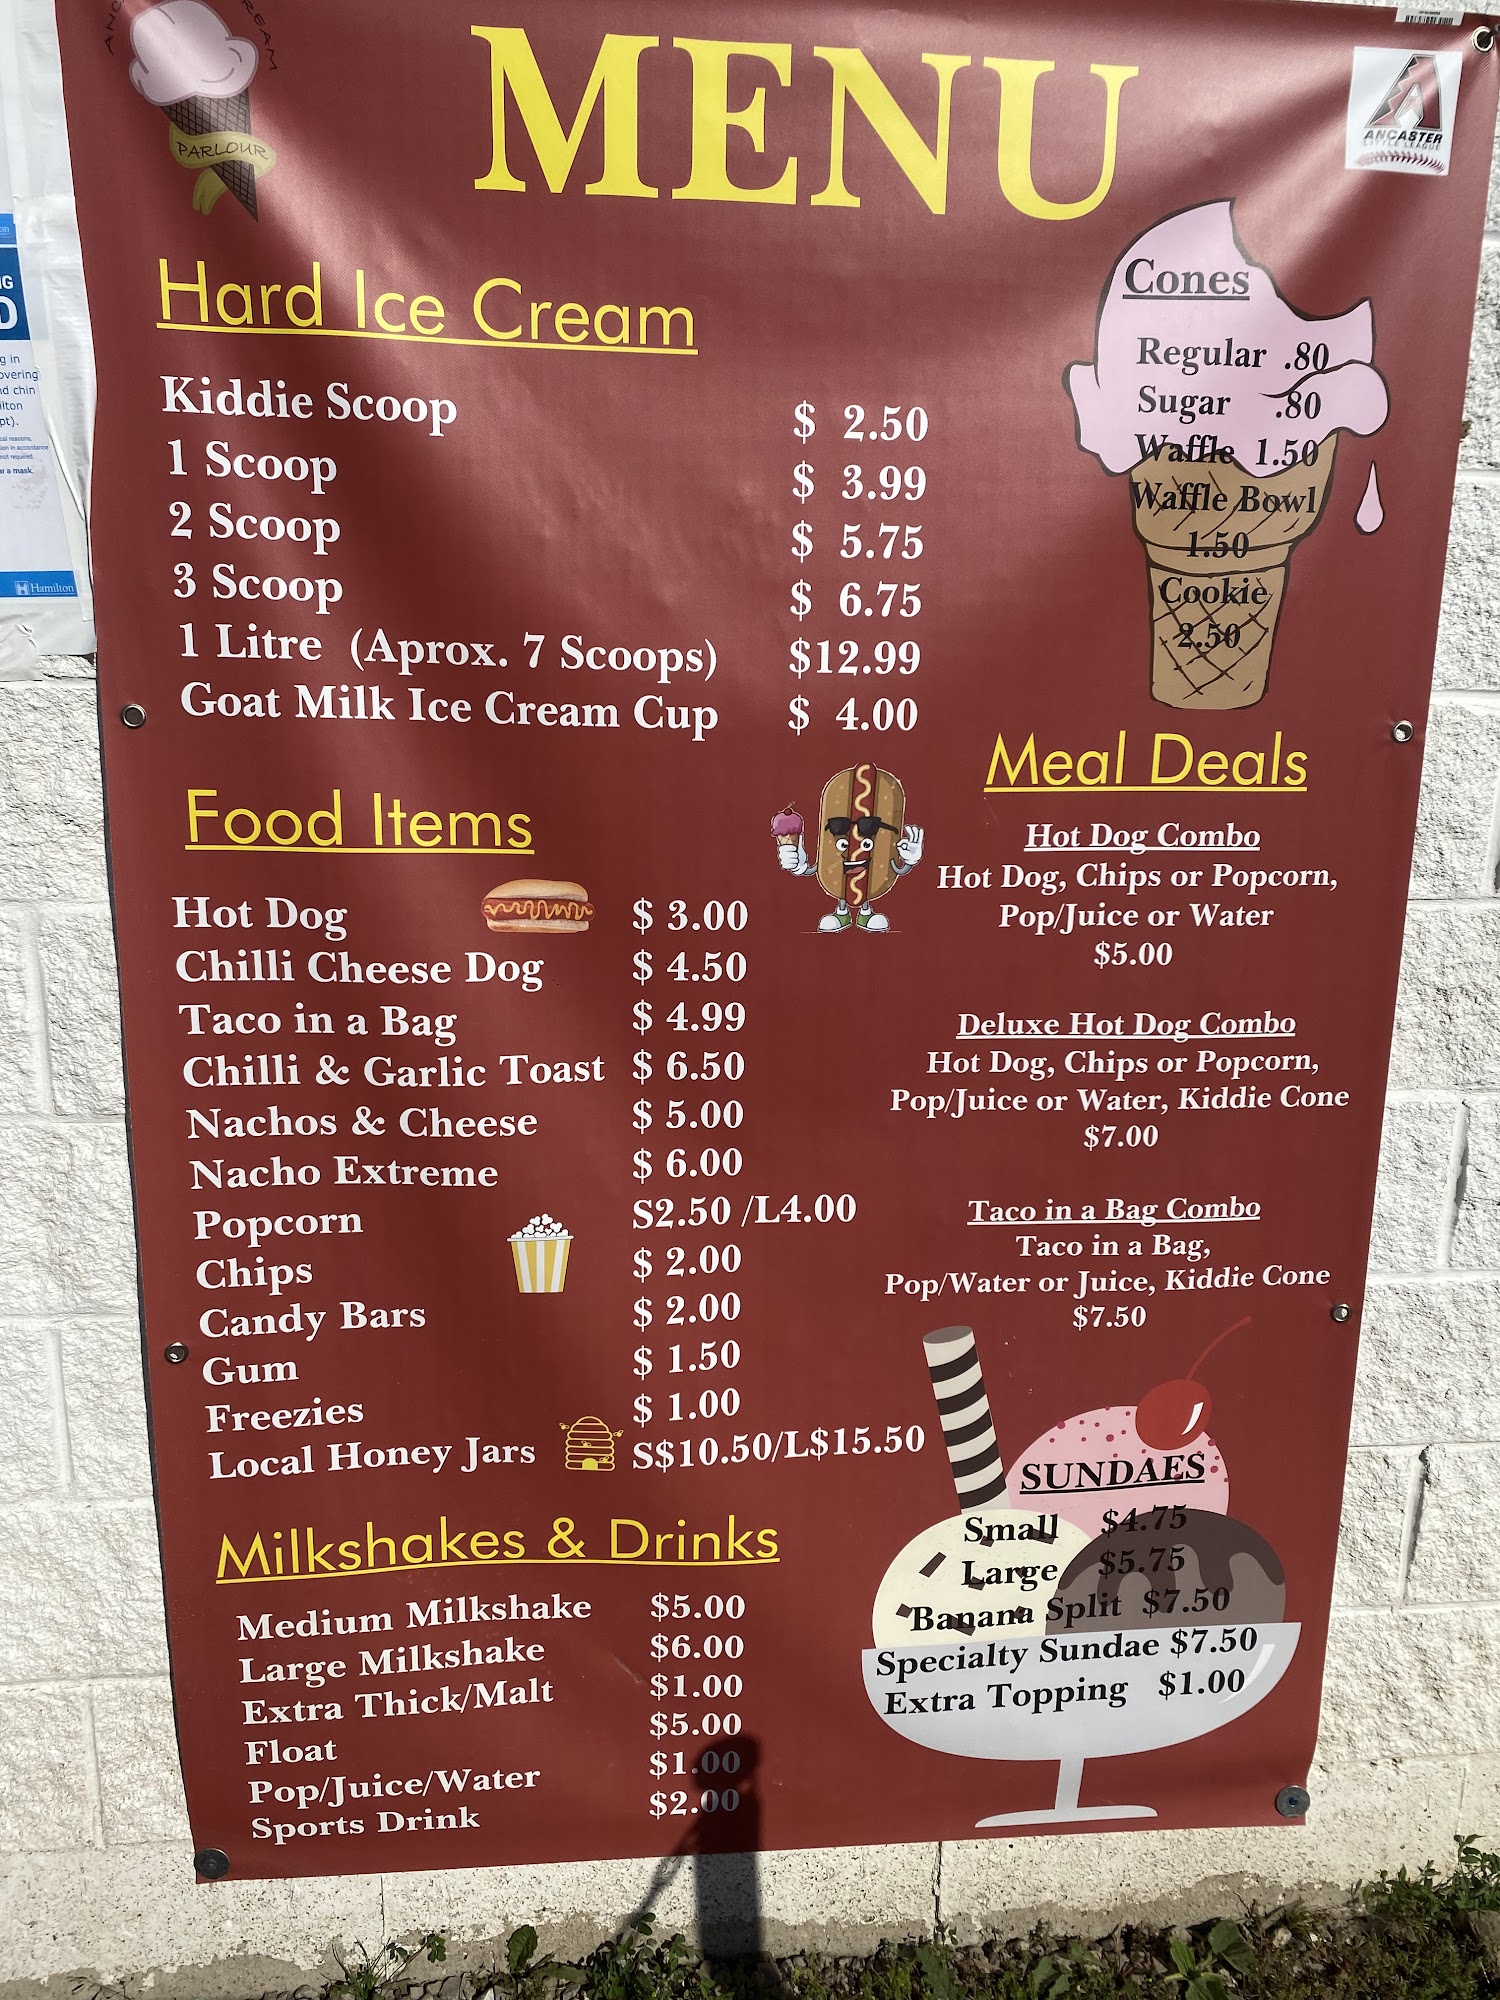 MENU
PARLOUR
ANCASTER
LITTLE LEAGUE
Hard Ice Cream
Kiddie Scoop $ 2.50
1 Scoop $ 3.99
2 Scoop $ 5.75
3 Scoop $ 6.75
1 Litre (Aprox. 7 Scoops) $12.99
Goat Milk Ice Cream Cup $ 4.00
Cones
Regular .80
Sugar .80
Waffle 1.50
Waffle Bowl
1.50
Cookie
2.50
Food Items
Hot Dog $ 3.00
Chilli Cheese Dog $ 4.50
Taco in a Bag $ 4.99
Chilli & Garlic Toast $ 6.50
Nachos & Cheese $ 5.00
Nacho Extreme $ 6.00
Popcorn S2.50 /L4.00
Chips $ 2.00
Candy Bars $ 2.00
Gum $ 1.50
Freezies $ 1.00
Local Honey Jars S$10.50/L$15.50
Meal Deals
Hot Dog Combo
Hot Dog, Chips or Popcorn,
Pop/Juice or Water
$5.00
Deluxe Hot Dog Combo
Hot Dog, Chips or Popcorn,
Pop/Juice or Water, Kiddie Cone
$7.00
Taco in a Bag Combo
Taco in a Bag,
Pop/Water or Juice, Kiddie Cone
$7.50
Milkshakes & Drinks
Medium Milkshake $5.00
Large Milkshake $6.00
Extra Thick/Malt $1.00
Float $5.00
Pop/Juice/Water $1.00
Sports Drink $2.00
SUNDAES
Small $4.75
Large $5.75
Banana Split $7.50
Specialty Sundae $7.50
Extra Topping $1.00
g in
overing
nd chin
ilton
pt).
r a mask
Hamilton